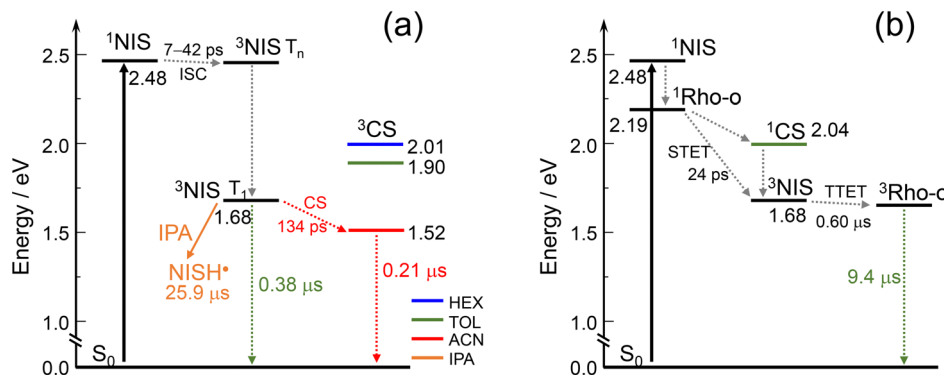 (a)
Energy / eV
2.5
2.0
1.5
1.0
0.0
¹NIS
2.48
7–42 ps
ISC
³NIS Tₙ
³CS
2.01
1.90
³NIS T₁
1.68
CS
134 ps
1.52
IPA
NISH•
25.9 μs
0.38 μs
0.21 μs
HEX
TOL
ACN
IPA
S₀
(b)
Energy / eV
2.5
2.0
1.5
1.0
0.0
¹NIS
2.48
¹Rho-o
2.19
¹CS 2.04
STET
24 ps
³NIS
1.68
TTET
0.60 μs
³Rho-o
9.4 μs
S₀